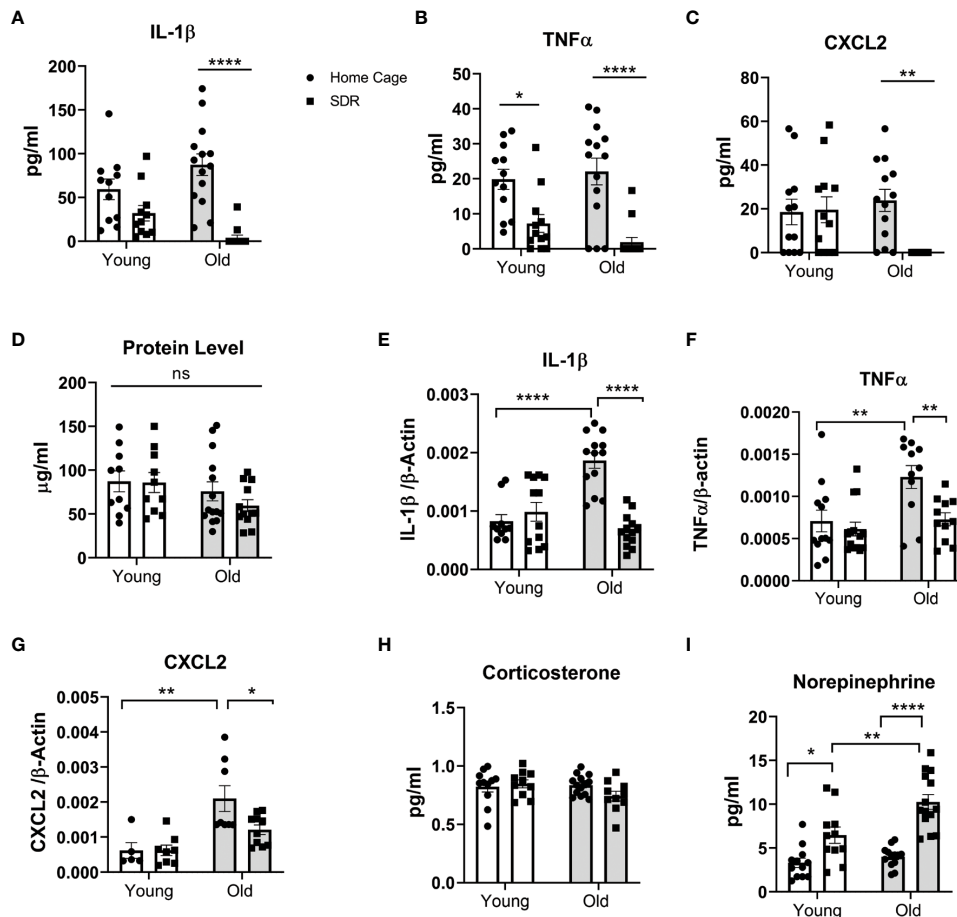 A
IL-1β
pg/ml
200
150
100
50
0
****
Young
Old
Home Cage
SDR
B
TNFα
pg/ml
50
40
30
20
10
0
*
****
Young
Old
C
CXCL2
pg/ml
80
60
40
20
0
**
Young
Old
D
Protein Level
ns
µg/ml
200
150
100
50
0
Young
Old
E
IL-1β
IL-1β /β-Actin
0.003
0.002
0.001
0.000
****
****
Young
Old
F
TNFα
TNFα/β-actin
0.0020
0.0015
0.0010
0.0005
0.0000
**
**
Young
Old
G
CXCL2
CXCL2 /β-Actin
0.005
0.004
0.003
0.002
0.001
0.000
**
*
Young
Old
H
Corticosterone
pg/ml
1.5
1.0
0.5
0.0
Young
Old
I
Norepinephrine
pg/ml
20
15
10
5
0
*
**
****
Young
Old